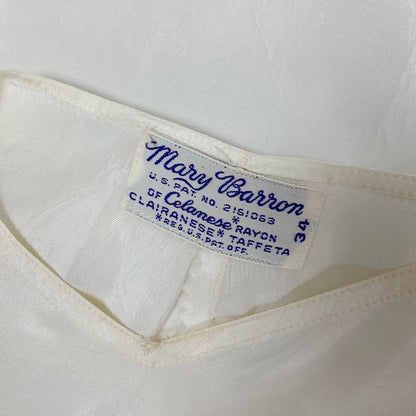 Mary Barron
U.S. PAT. NO. 2151063
OF Celanese* RAYON
CLAIRANESE* TAFFETA
*REG. U.S. PAT. OFF.
34